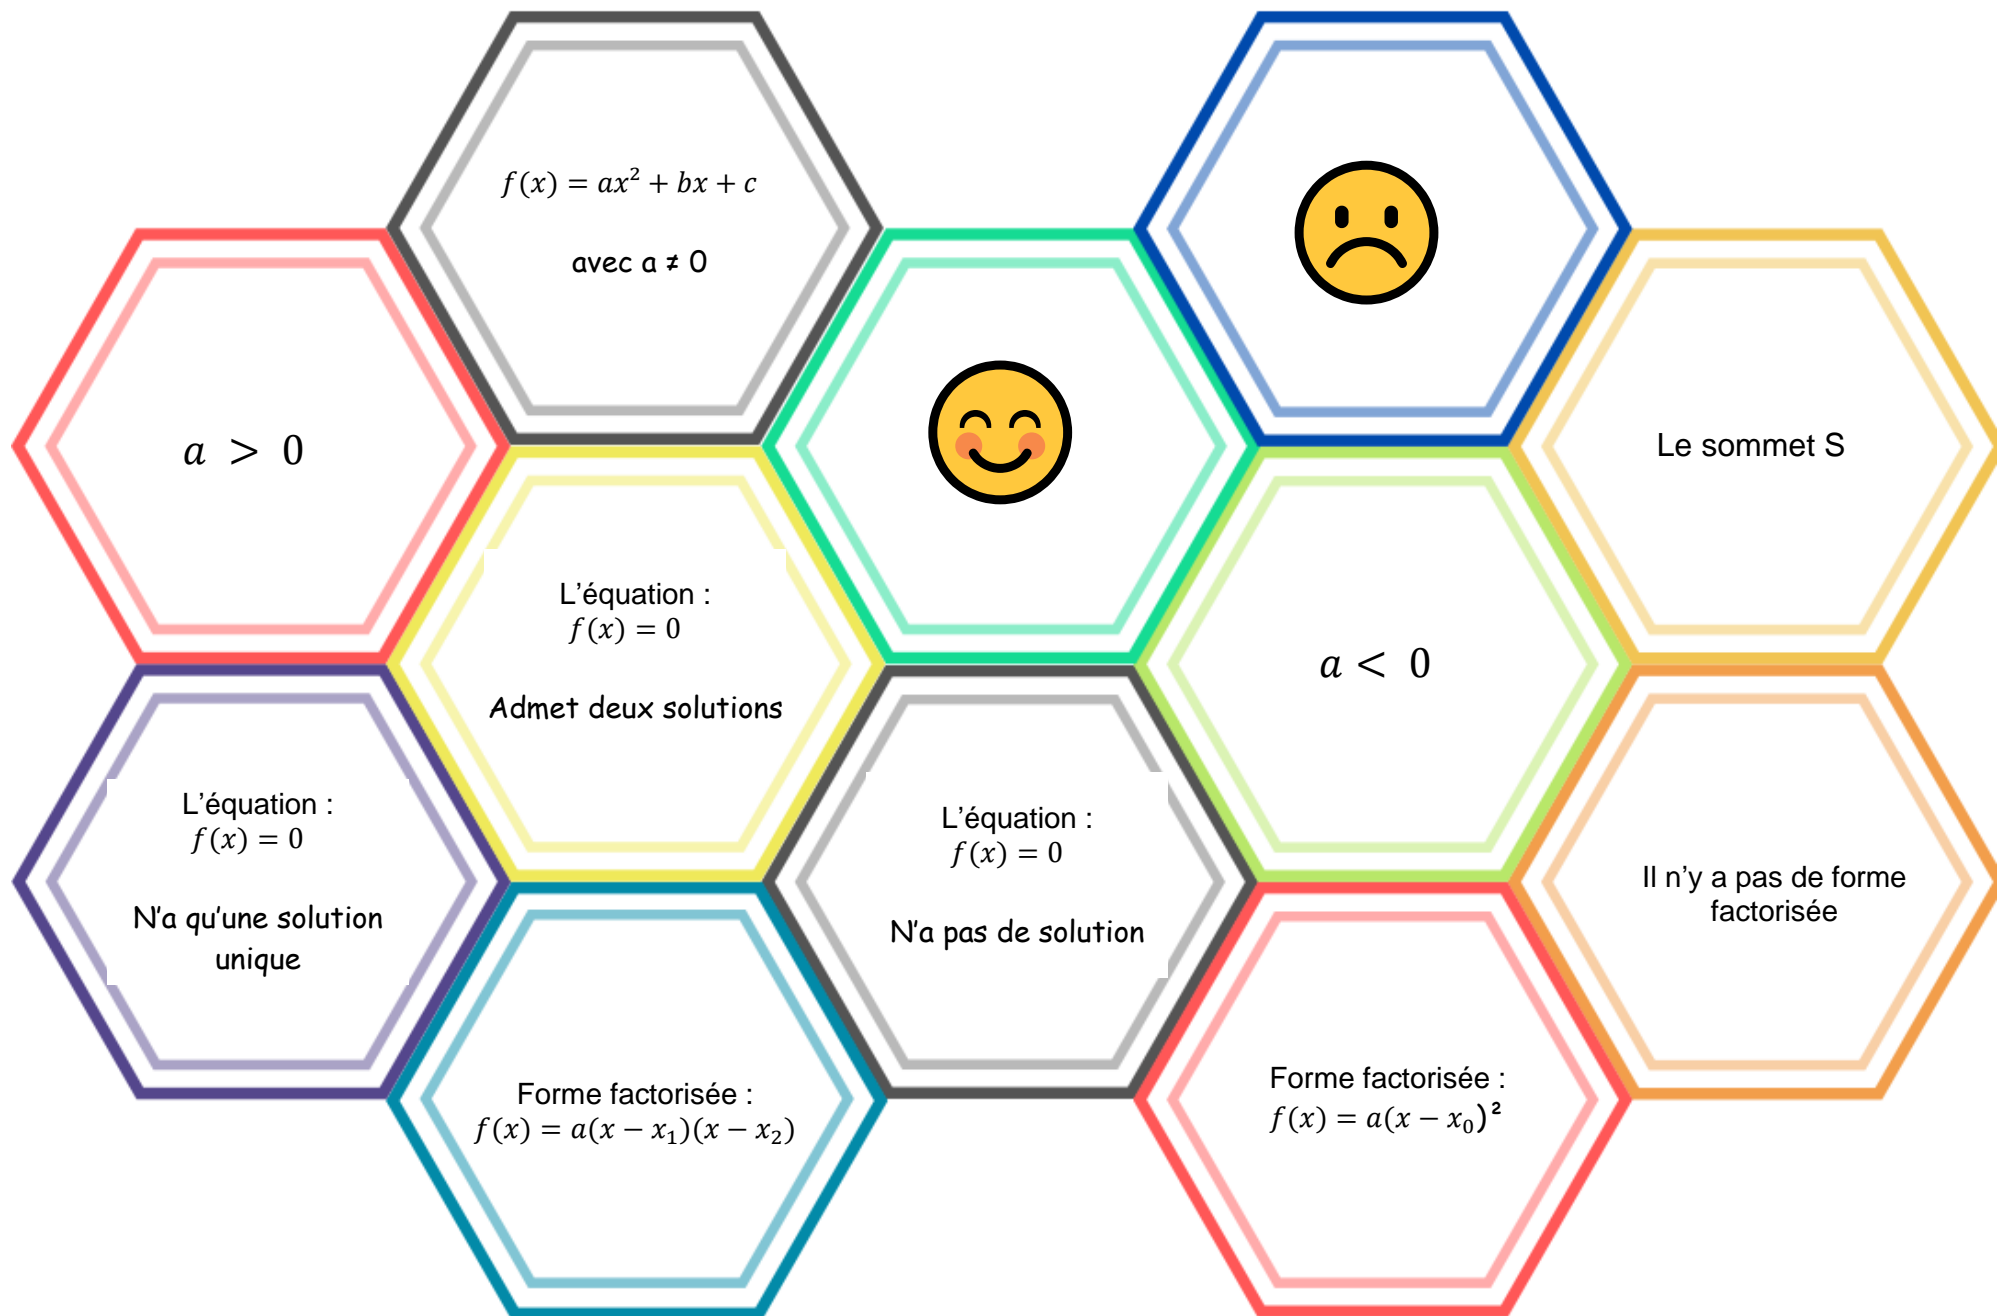 f(x) = ax² + bx + c
avec a ≠ 0
a > 0
Le sommet S
L'équation :
f(x) = 0
Admet deux solutions
a < 0
L'équation :
f(x) = 0
N'a qu'une solution
unique
L'équation :
f(x) = 0
N'a pas de solution
Il n'y a pas de forme
factorisée
Forme factorisée :
f(x) = a(x − x₁)(x − x₂)
Forme factorisée :
f(x) = a(x − x₀)²